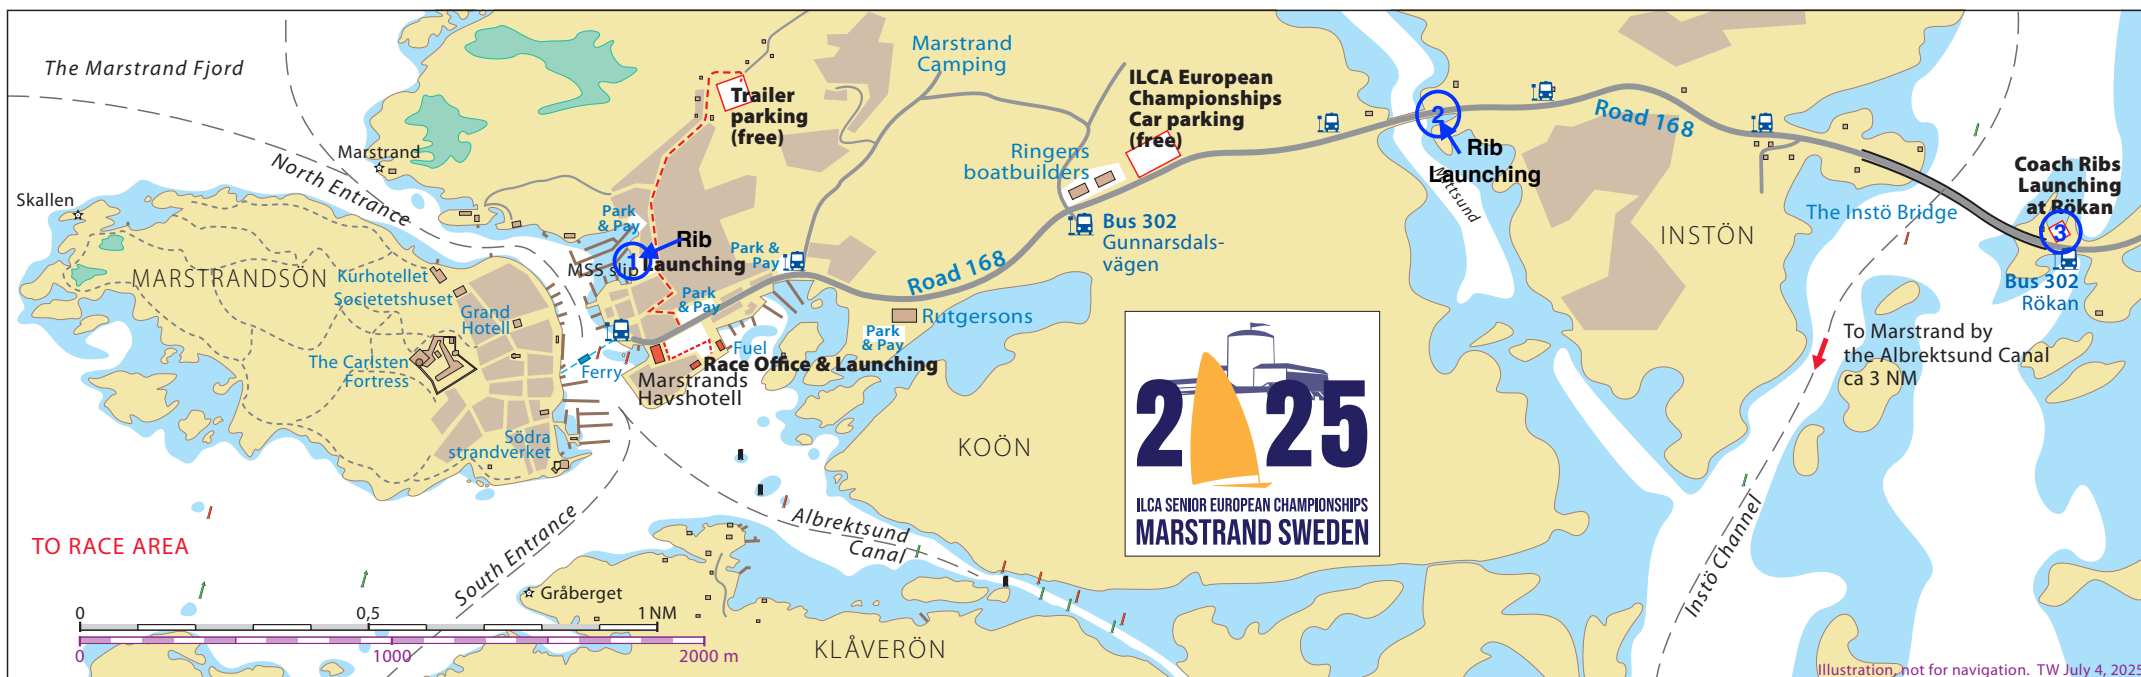 The Marstrand Fjord
Marstrand
Camping
ILCA European
Championships
Car parking
(free)
Trailer
parking
(free)
Road 168
Ringens
boatbuilders
2
Rib
Launching
Mittsund
North Entrance
Marstrand
Skallen
Coach Ribs
Launching
at Rökan
3
The Instö Bridge
INSTÖN
Bus 302
Gunnarsdals-
vägen
Park
& Pay
Rib
Launching
1
MSS slip
Park &
Pay
Park
& Pay
Road 168
MARSTRANDSÖN
Kurhotellet
Societetshuset
Grand
Hotell
The Carlsten
Fortress
Bus 302
Rökan
Rutgersons
Park
& Pay
Fuel
Ferry
Race Office & Launching
Marstrands
Havshotell
To Marstrand by
the Albrektsund Canal
ca 3 NM
Södra
strandverket
KOÖN
2025
ILCA SENIOR EUROPEAN CHAMPIONSHIPS
MARSTRAND SWEDEN
TO RACE AREA
South Entrance
Albrektsund
Canal
Instö Channel
Gråberget
KLÅVERÖN
0 0,5 1 NM
0 1000 2000 m
Illustration, not for navigation. TW July 4, 2025